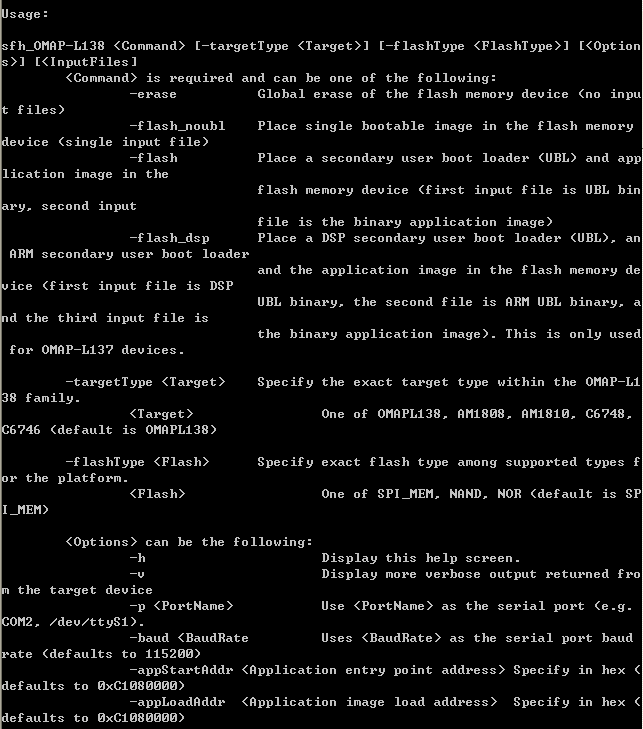 Usage:
sfh_OMAP-L138 <Command> [-targetType <Target>] [-flashType <FlashType>] [<Option
s>] [<InputFiles]
<Command> is required and can be one of the following:
-erase Global erase of the flash memory device (no inpu
t files)
-flash_noubl Place single bootable image in the flash memory
device (single input file)
-flash Place a secondary user boot loader (UBL) and app
lication image in the
flash memory device (first input file is UBL bin
ary, second input
file is the binary application image)
-flash_dsp Place a DSP secondary user boot loader (UBL), an
ARM secondary user boot loader
and the application image in the flash memory de
vice (first input file is DSP
UBL binary, the second file is ARM UBL binary, a
nd the third input file is
the binary application image). This is only used
for OMAP-L137 devices.
-targetType <Target> Specify the exact target type within the OMAP-L1
38 family.
<Target> One of OMAPL138, AM1808, AM1810, C6748,
C6746 (default is OMAPL138)
-flashType <Flash> Specify exact flash type among supported types f
or the platform.
<Flash> One of SPI_MEM, NAND, NOR (default is SP
I_MEM)
<Options> can be the following:
-h Display this help screen.
-v Display more verbose output returned fro
m the target device
-p <PortName> Use <PortName> as the serial port (e.g.
COM2, /dev/ttyS1).
-baud <BaudRate Uses <BaudRate> as the serial port baud
rate (defaults to 115200)
-appStartAddr <Application entry point address> Specify in hex (
defaults to 0xC1080000)
-appLoadAddr <Application image load address> Specify in hex (
defaults to 0xC1080000)